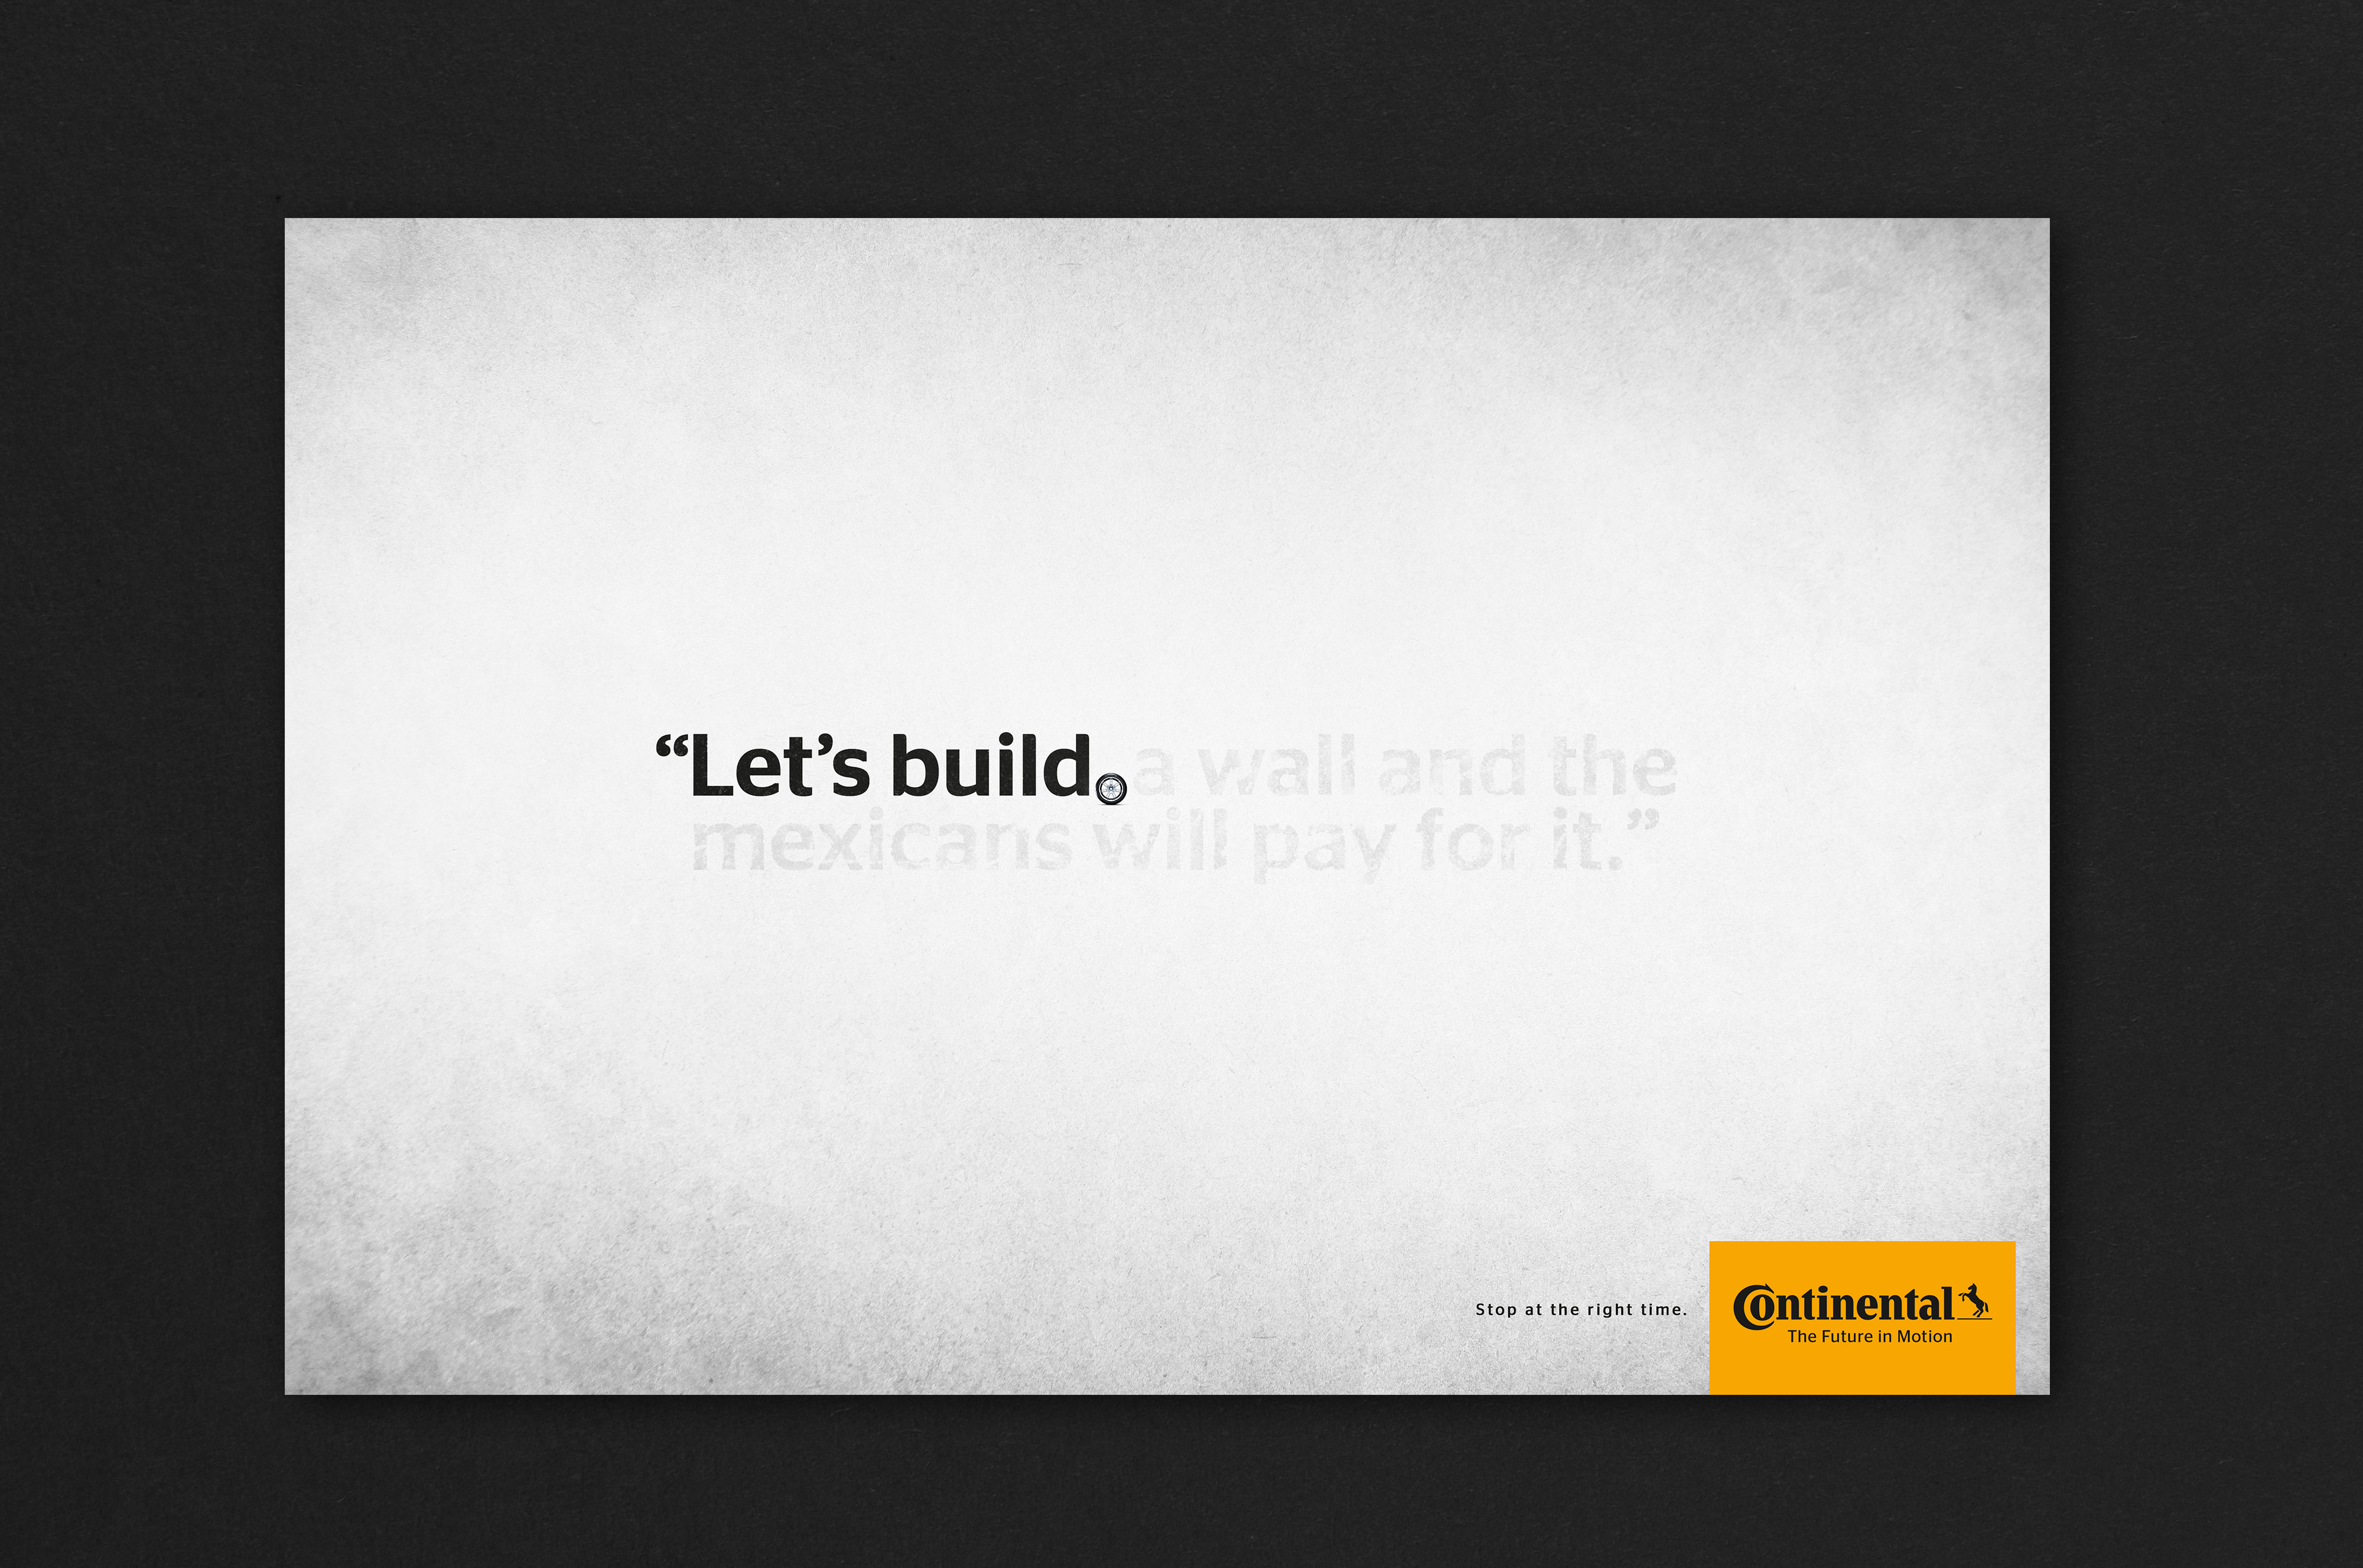 “Let’s build. a wall and the
mexicans will pay for it.”
Stop at the right time.
Continental
The Future in Motion